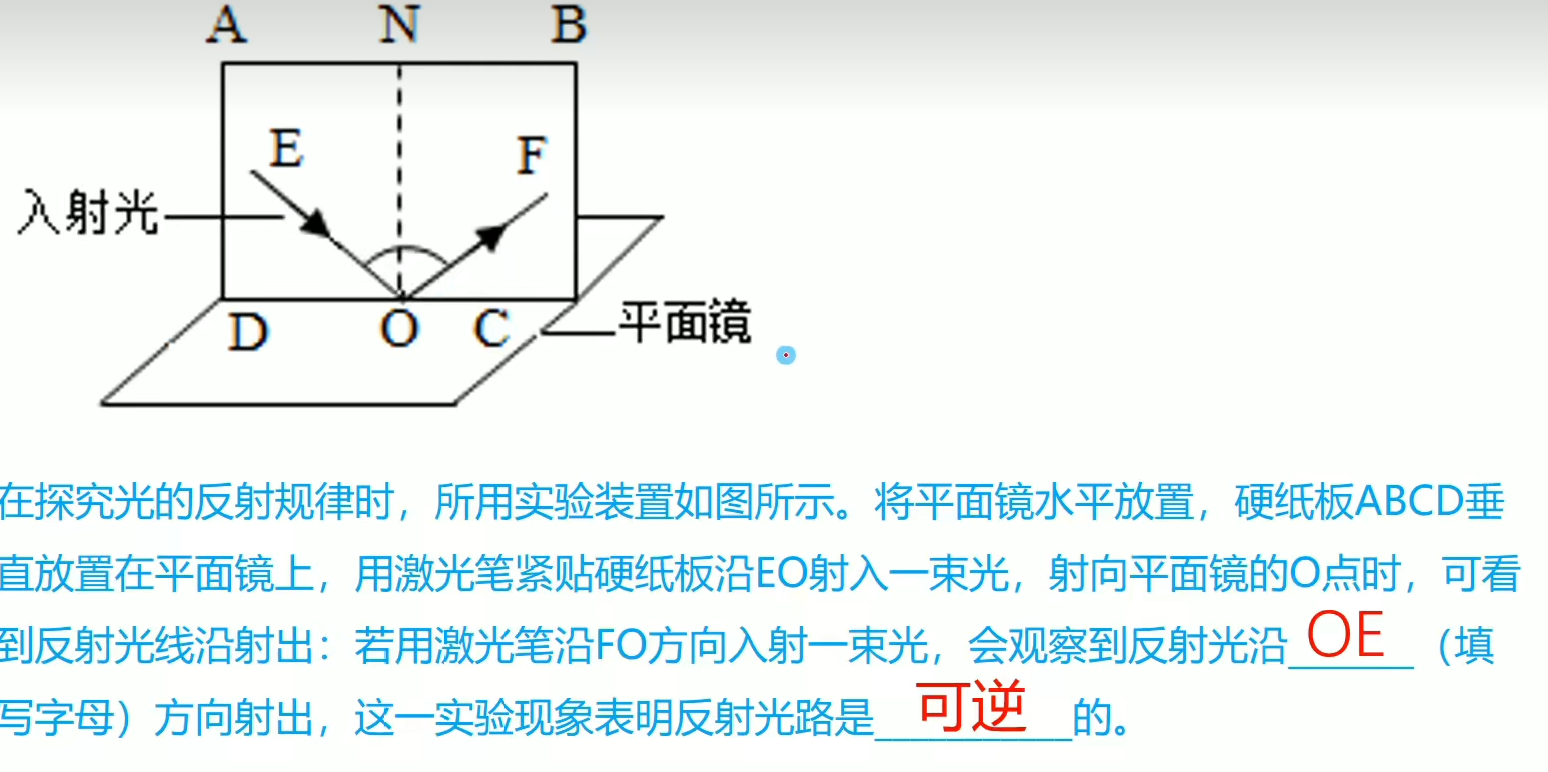 A N B
E F
入射光
D O C 平面镜
在探究光的反射规律时，所用实验装置如图所示。将平面镜水平放置，硬纸板ABCD垂
直放置在平面镜上，用激光笔紧贴硬纸板沿EO射入一束光，射向平面镜的O点时，可看
到反射光线沿射出：若用激光笔沿FO方向入射一束光，会观察到反射光沿OE（填
写字母）方向射出，这一实验现象表明反射光路是可逆的。